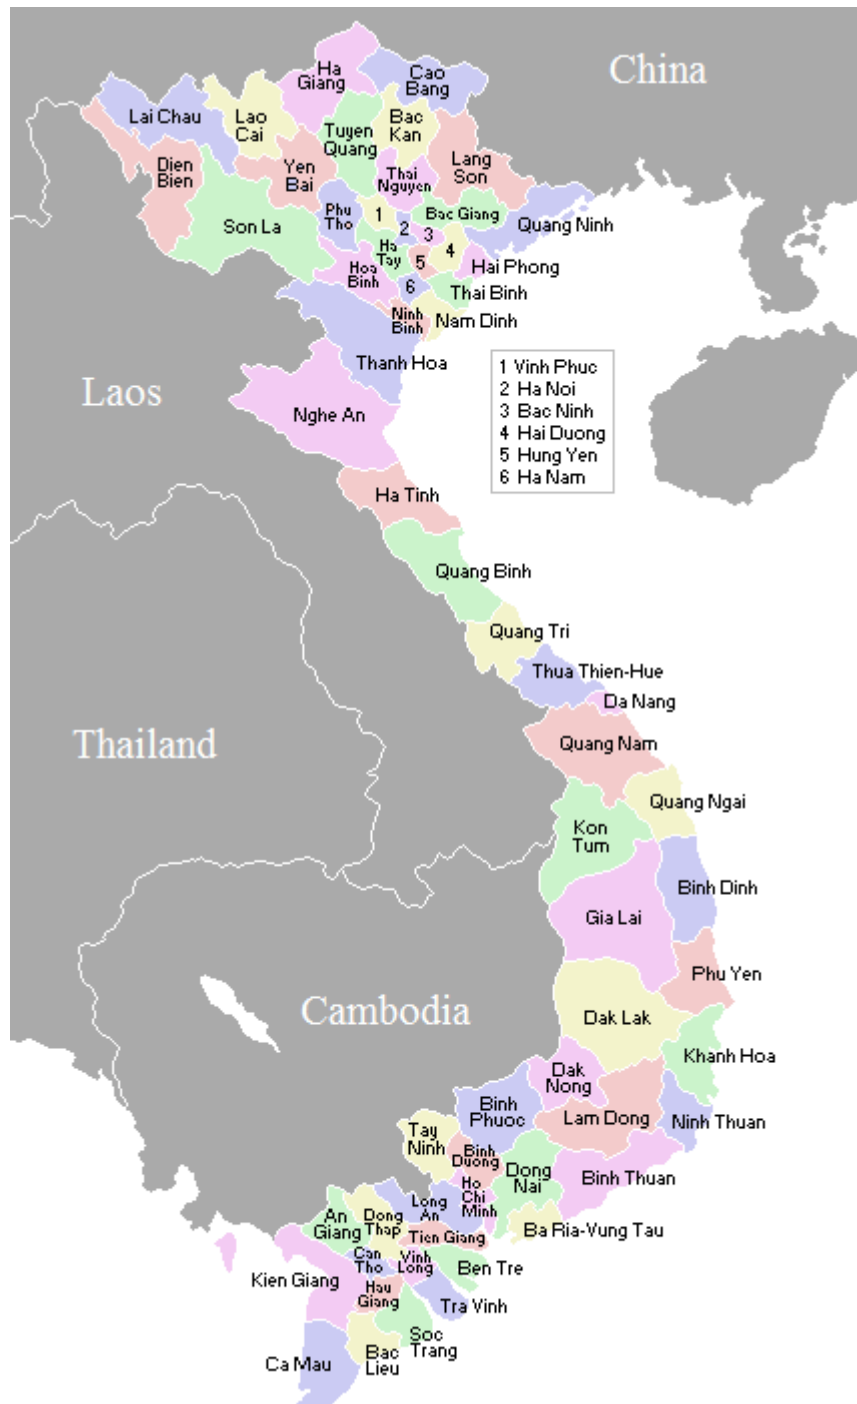 China
Ha
Giang
Cao
Bang
Lai Chau
Lao
Cai
Bac
Kan
Tuyen
Quang
Dien
Bien
Yen
Bai
Thai
Nguyen
Lang
Son
Son La
Phu
Tho
1
Bac Giang
Quang Ninh
2
3
4
Ha
Tay
5
Hai Phong
Hoa
Binh
6
Thai Binh
Ninh
Binh
Nam Dinh
Thanh Hoa
1 Vinh Phuc
2 Ha Noi
3 Bac Ninh
4 Hai Duong
5 Hung Yen
6 Ha Nam
Laos
Nghe An
Ha Tinh
Quang Binh
Quang Tri
Thua Thien-Hue
Da Nang
Thailand
Quang Nam
Quang Ngai
Kon
Tum
Binh Dinh
Gia Lai
Phu Yen
Cambodia
Dak Lak
Khanh Hoa
Dak
Nong
Binh
Phuoc
Lam Dong
Ninh Thuan
Tay
Ninh
Binh
Duong
Dong
Nai
Binh Thuan
Ho
Chi
Minh
Long
An
An
Giang
Dong
Thap
Tien Giang
Ba Ria-Vung Tau
Can
Tho
Vinh
Long
Ben Tre
Kien Giang
Hau
Giang
Tra Vinh
Soc
Trang
Bac
Lieu
Ca Mau